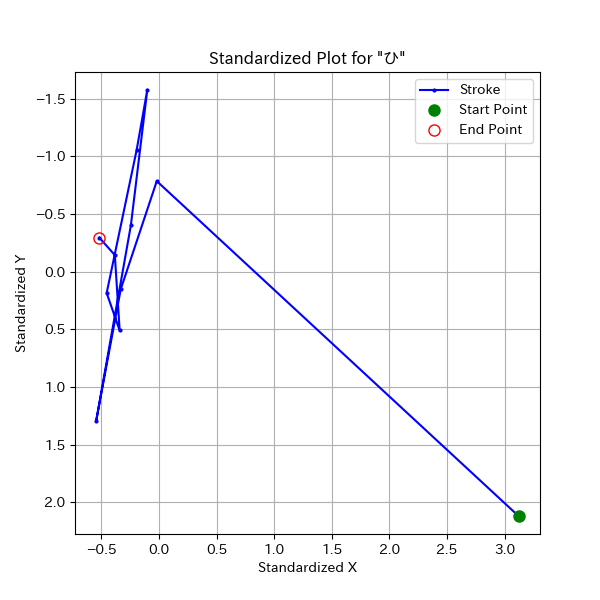 Standardized Plot for "ひ"
Stroke
Start Point
End Point
−1.5
−1.0
−0.5
0.0
0.5
1.0
1.5
2.0
Standardized Y
−0.5 0.0 0.5 1.0 1.5 2.0 2.5 3.0
Standardized X